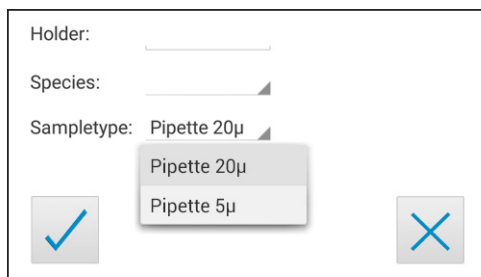 Holder:
Species:
Sampletype: Pipette 20µ
Pipette 20µ
Pipette 5µ